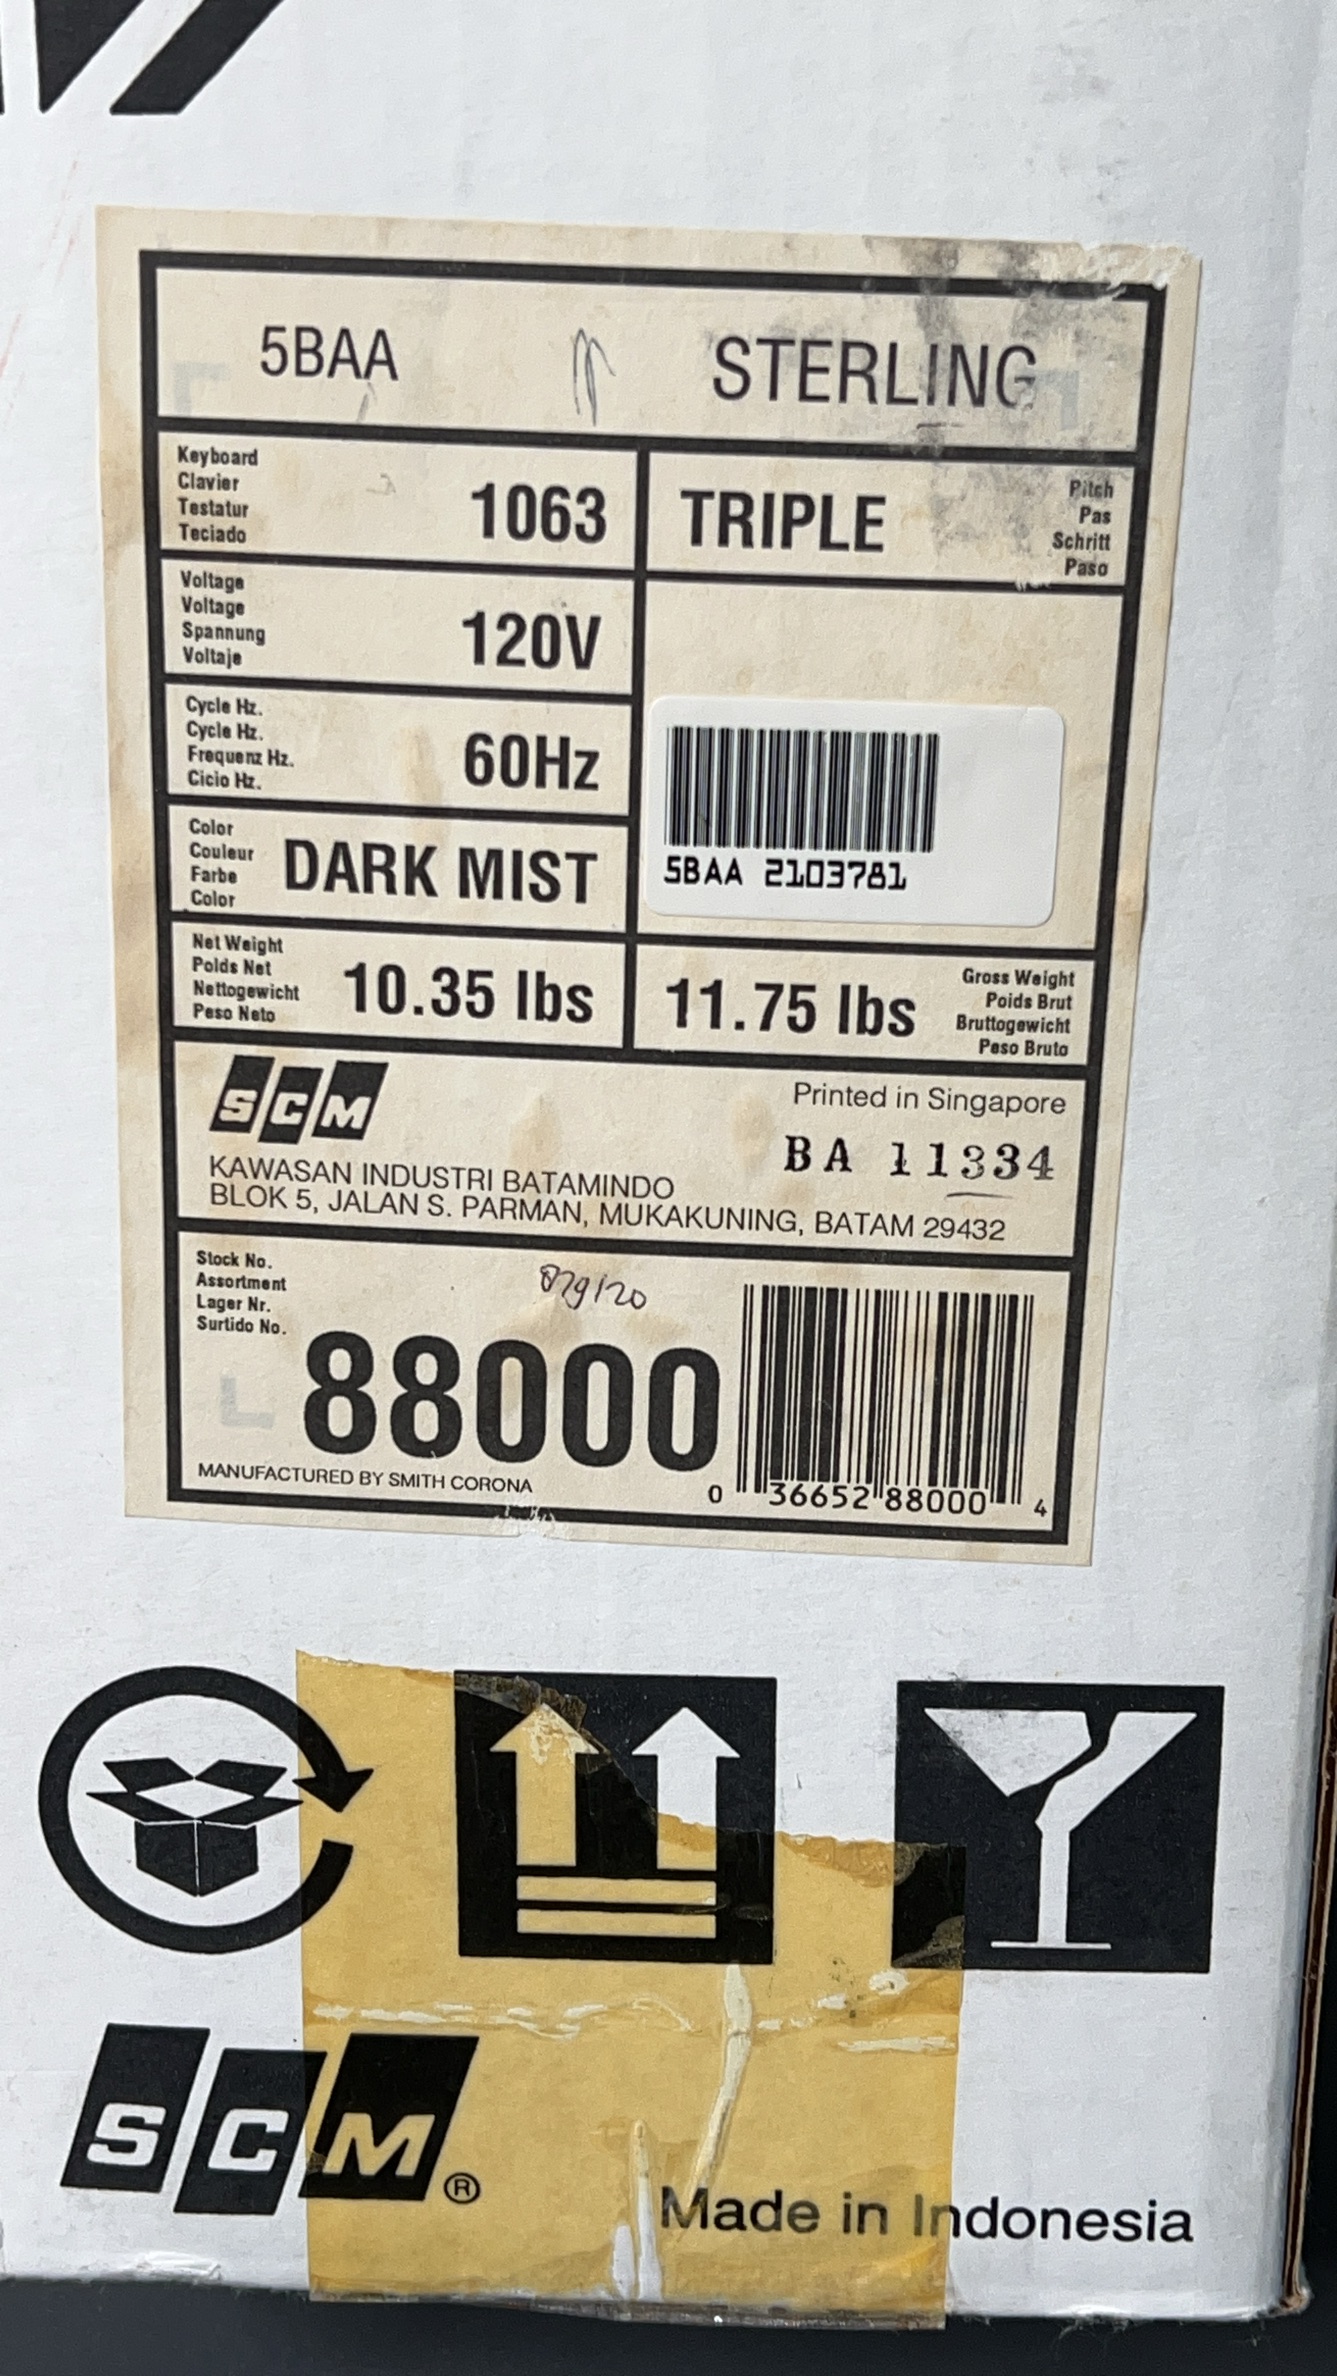 5BAA STERLING
Keyboard
Clavier
Testatur
Teciado
1063
TRIPLE
Pitch
Pas
Schritt
Paso
Voltage
Voltage
Spannung
Voltaje
120V
Cycle Hz.
Cycle Hz.
Frequenz Hz.
Cicio Hz.
60Hz
5BAA 2103781
Color
Couleur
Farbe
Color
DARK MIST
Net Weight
Polds Net
Nettogewicht
Peso Neto
10.35 lbs
11.75 lbs
Gross Weight
Poids Brut
Bruttogewicht
Peso Bruto
SCM
Printed in Singapore
BA 11334
KAWASAN INDUSTRI BATAMINDO
BLOK 5, JALAN S. PARMAN, MUKAKUNING, BATAM 29432
Stock No.
Assortment
Lager Nr.
Surtido No.
88000
MANUFACTURED BY SMITH CORONA
0 36652 88000 4
SCM®
Made in Indonesia